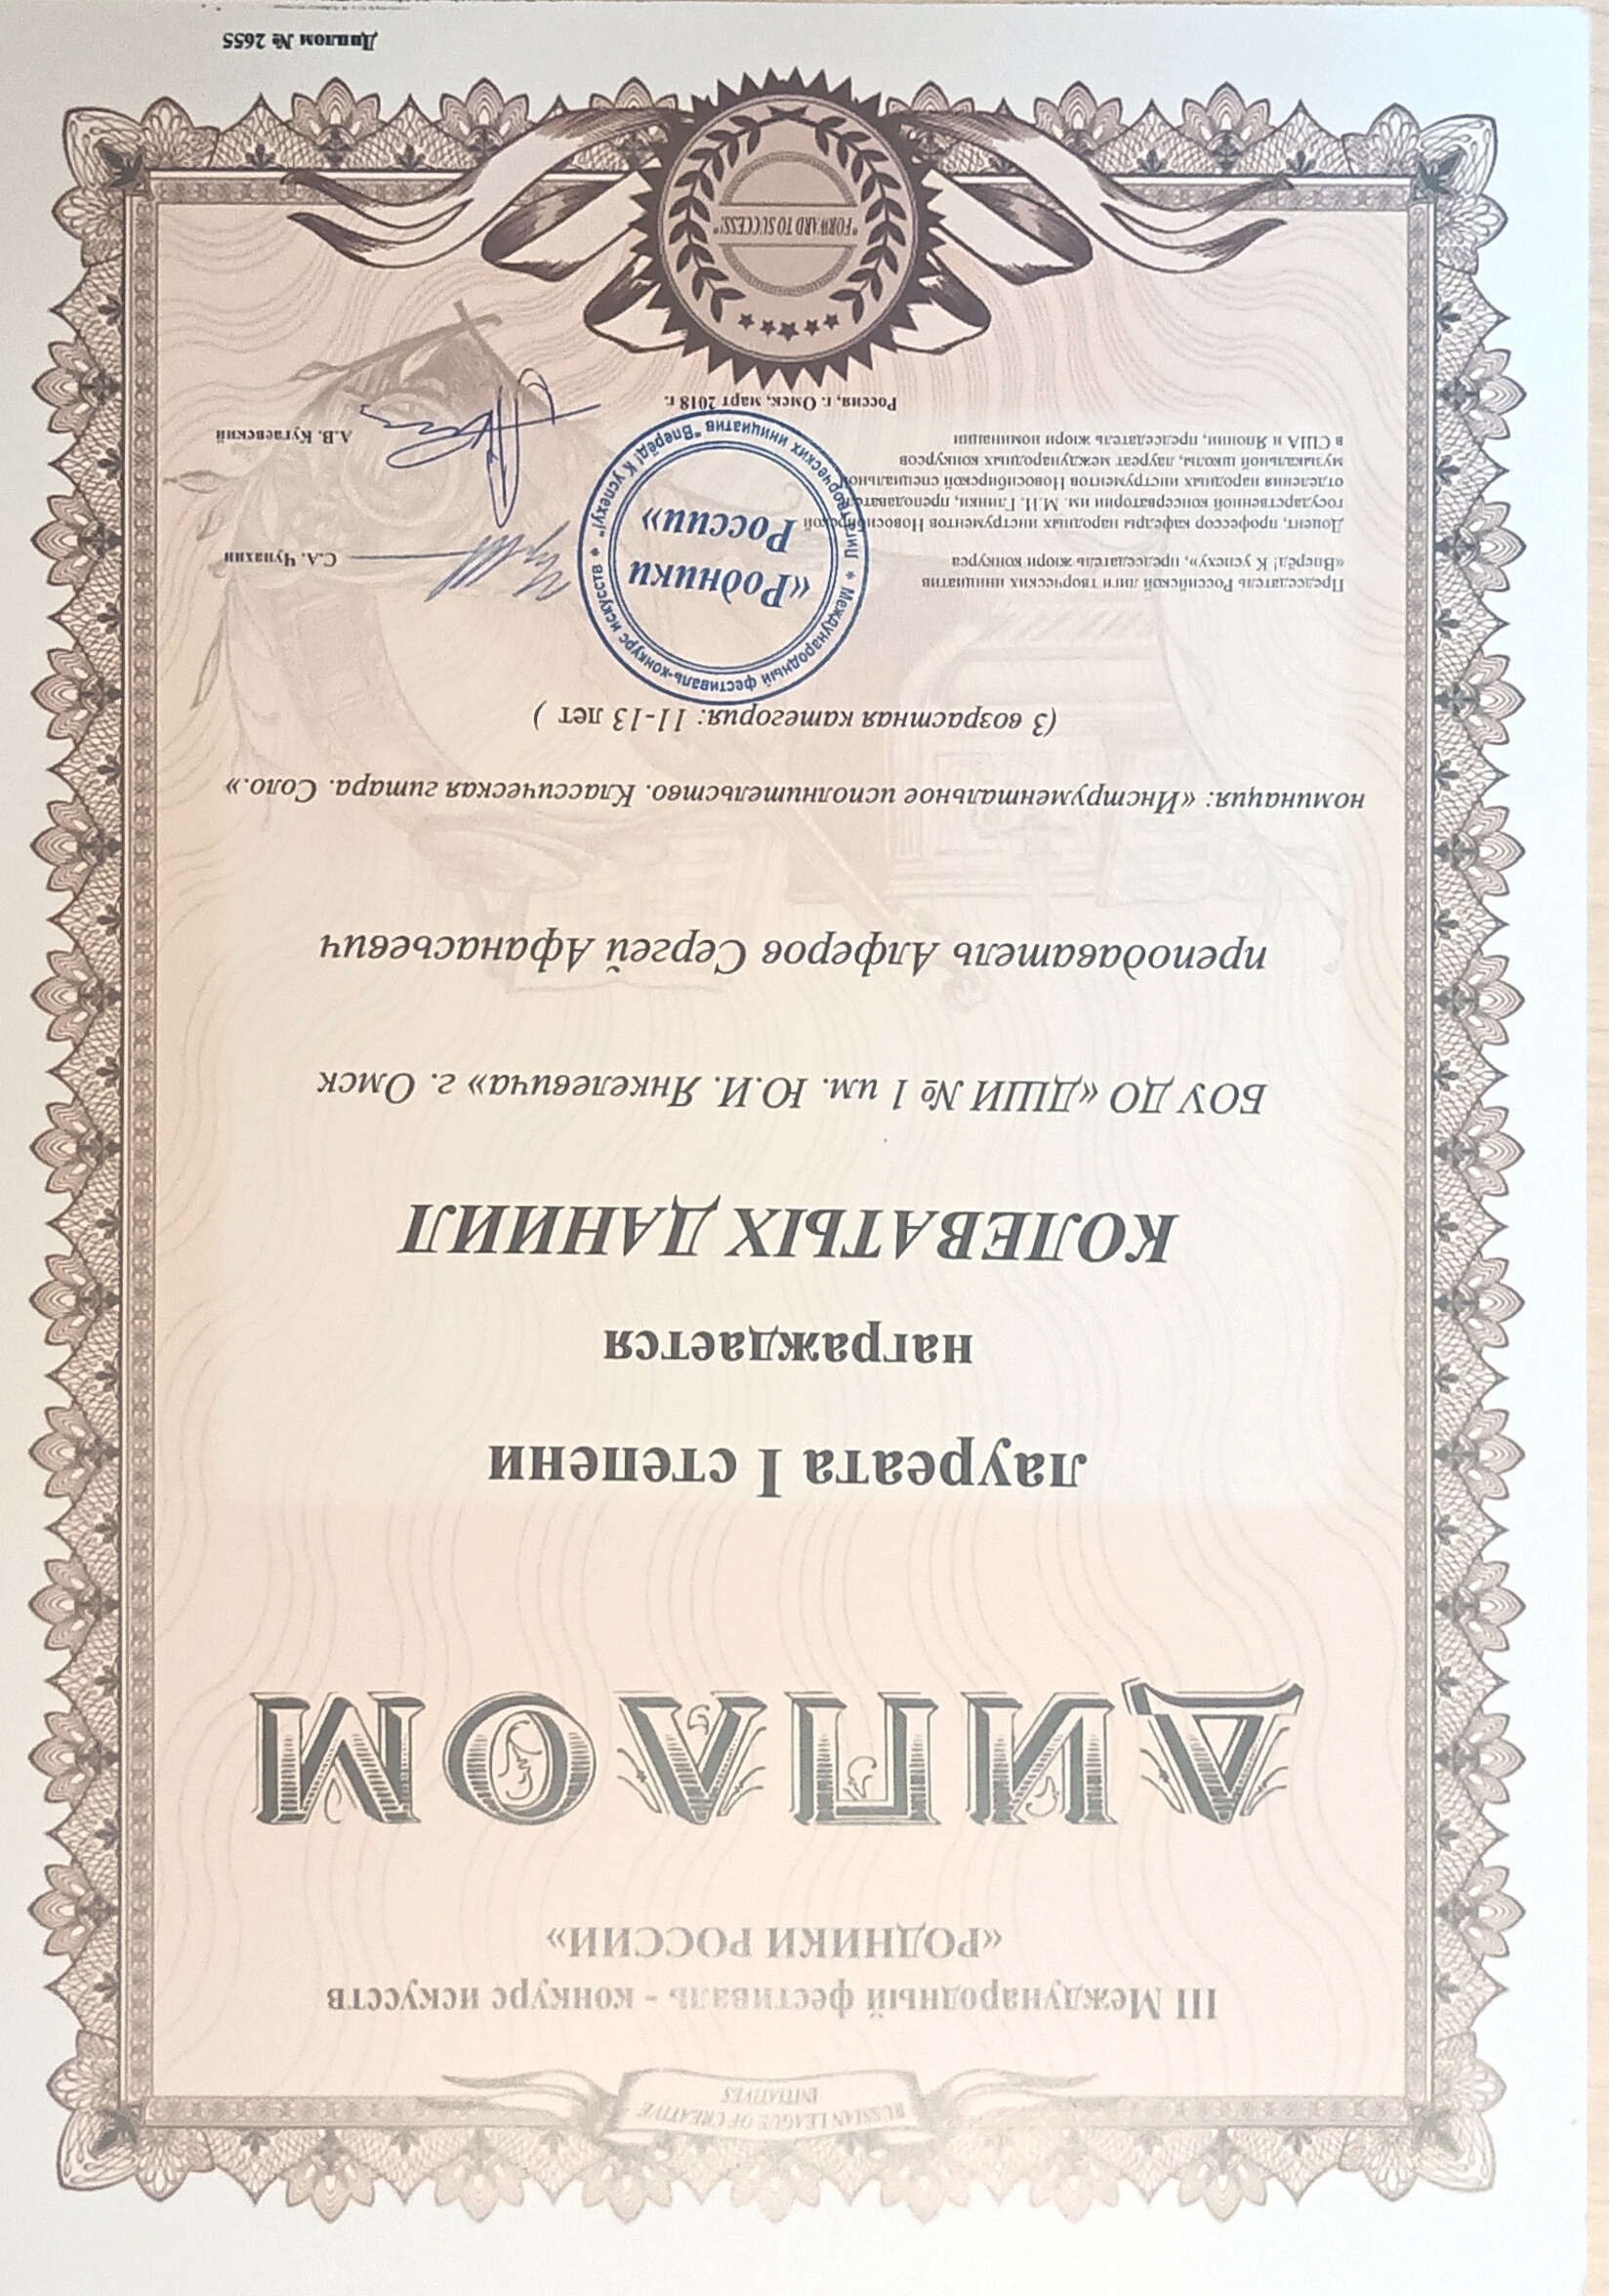 RUSSIAN LEAGUE OF CREATIVE
INITIATIVES
III Международный фестиваль - конкурс искусств
«РОДНИКИ РОССИИ»
ДИПЛОМ
лауреата I степени
награждается
КОЛЕВАТЫХ ДАНИИЛ
БОУ ДО «ДШИ № 1 им. Ю.И. Янкелевича» г. Омск
преподаватель Алферов Сергей Афанасьевич
номинация: «Инструментальное исполнительство. Классическая гитара. Соло.»
(3 возрастная категория: 11-13 лет )
Председатель Российской лиги творческих инициатив
«Вперёд! К успеху», председатель жюри конкурса
С.А. Чупахин
Доцент, профессор кафедры народных инструментов Новосибирской
государственной консерватории им. М.И. Глинки, преподаватель
отделения народных инструментов Новосибирской специальной
музыкальной школы, лауреат международных конкурсов
в США и Японии, председатель жюри номинации
А.В. Кугаевский
* Международный фестиваль-конкурс искусств *
Лига творческих инициатив "Вперёд! К успеху!"
«Родники
России»
Россия, г. Омск, март 2018 г.
"FORWARD TO SUCCESS!"
Диплом № 2655